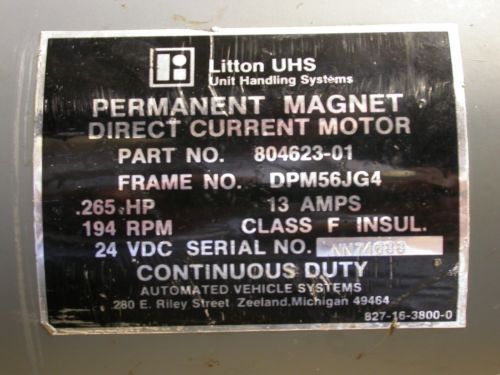 Litton UHS
Unit Handling Systems
PERMANENT MAGNET
DIRECT CURRENT MOTOR
PART NO. 804623-01
FRAME NO. DPM56JG4
.265 HP 13 AMPS
194 RPM CLASS F INSUL.
24 VDC SERIAL NO.
CONTINUOUS DUTY
AUTOMATED VEHICLE SYSTEMS
280 E. Riley Street Zeeland,Michigan 49464
827-16-3800-0